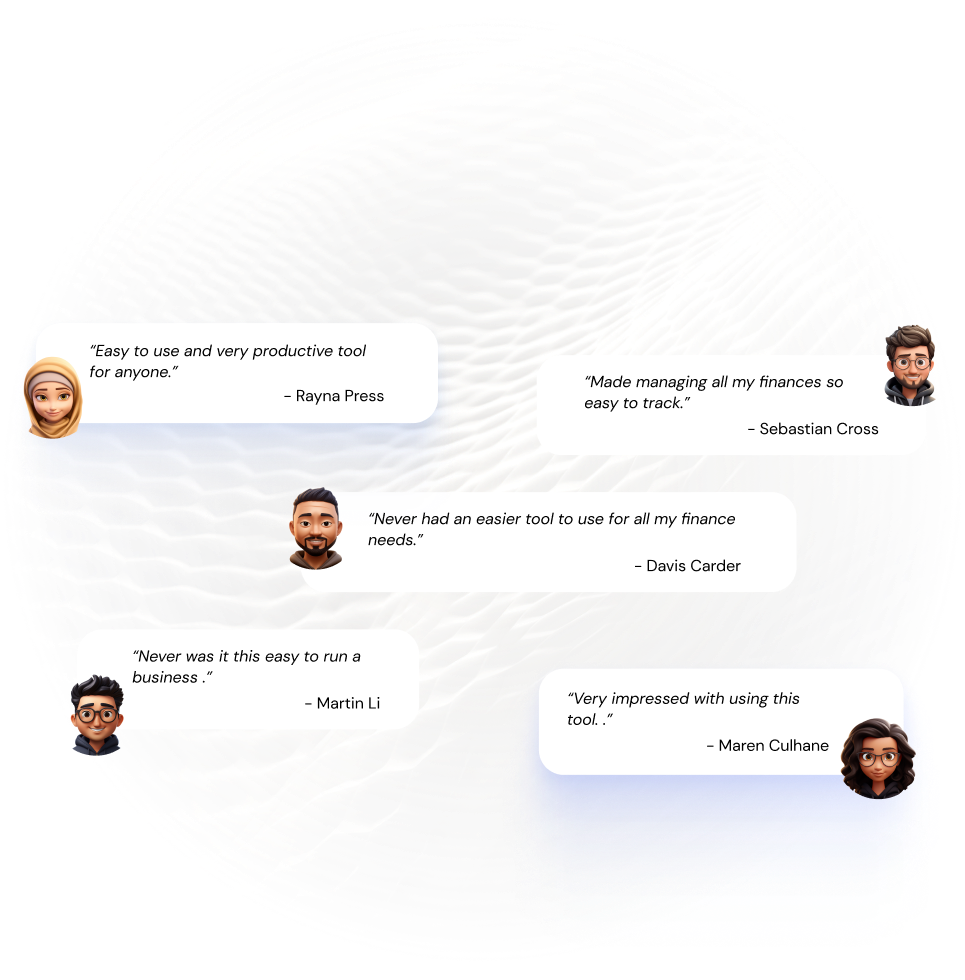 “Easy to use and very productive tool
for anyone.”
- Rayna Press
“Made managing all my finances so
easy to track.”
- Sebastian Cross
“Never had an easier tool to use for all my finance
needs.”
- Davis Carder
“Never was it this easy to run a
business .”
- Martin Li
“Very impressed with using this
tool. .”
- Maren Culhane